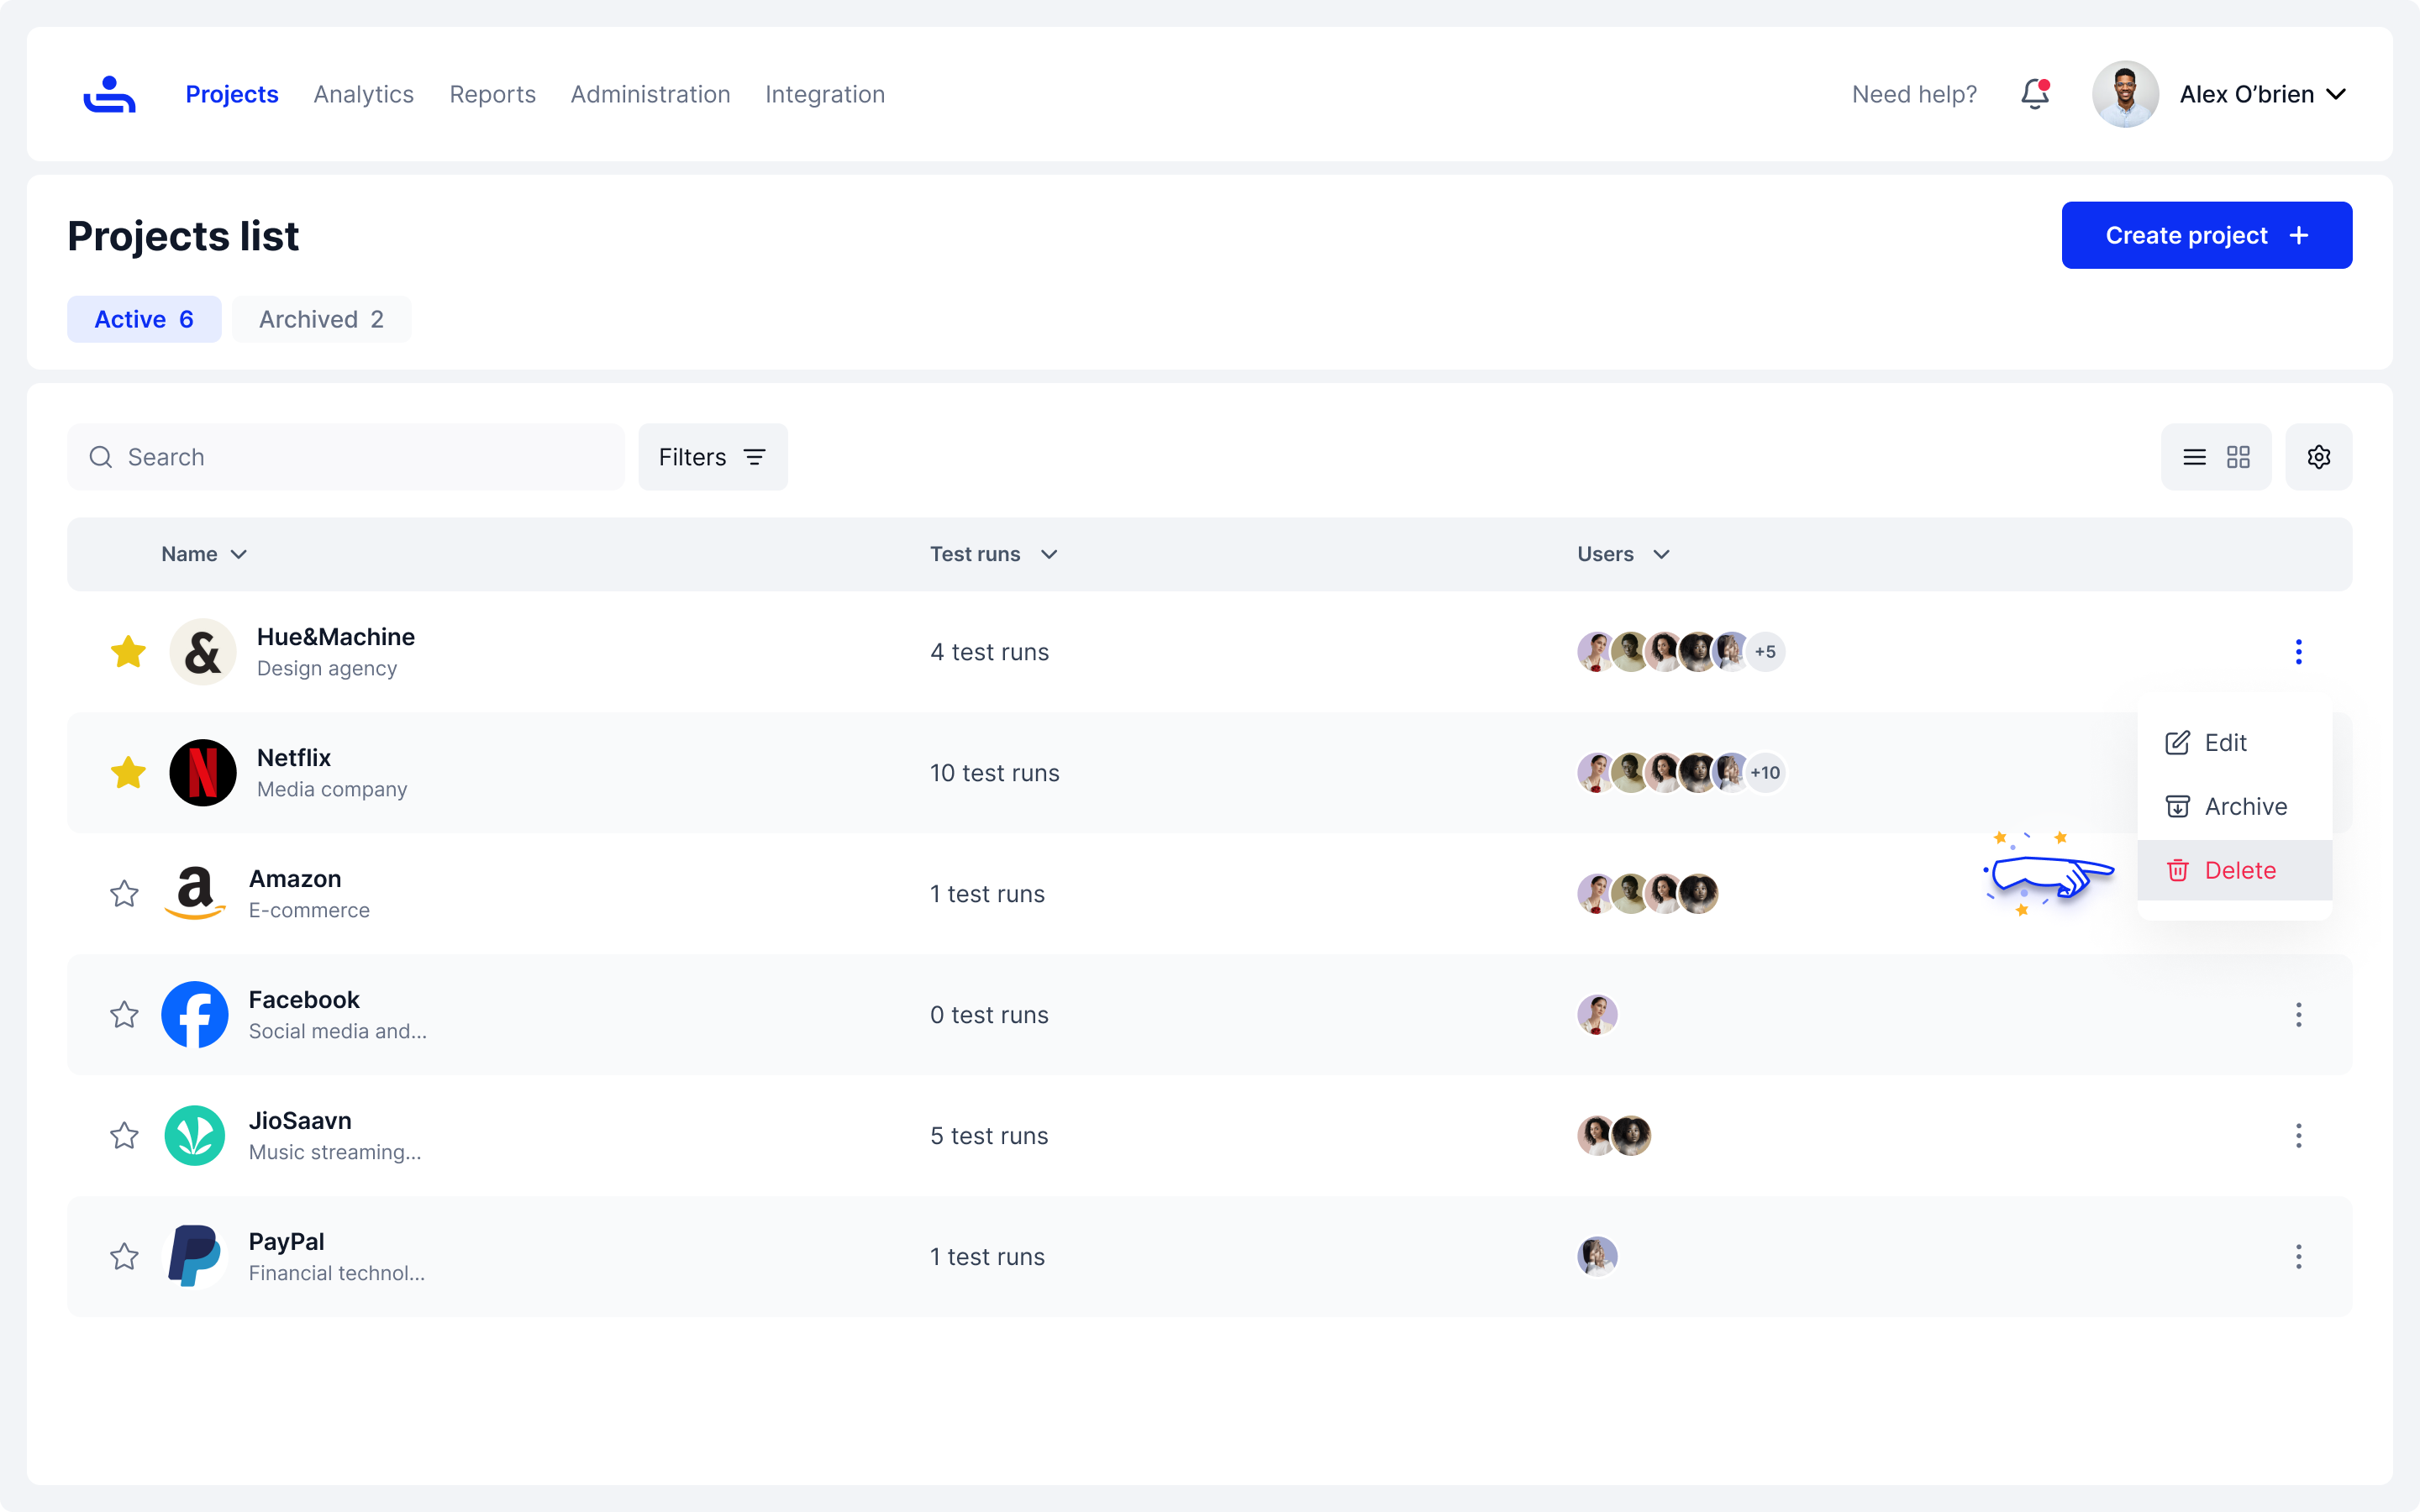 Projects
Analytics
Reports
Administration
Integration
Need help?
Alex O’brien
Projects list
Create project
Active 6
Archived 2
Search
Filters
Name
Test runs
Users
&
Hue&Machine
Design agency
4 test runs
+5
N
Netflix
Media company
10 test runs
+10
Edit
Archive
Delete
a
Amazon
E-commerce
1 test runs
f
Facebook
Social media and...
0 test runs
JioSaavn
Music streaming...
5 test runs
P
PayPal
Financial technol...
1 test runs